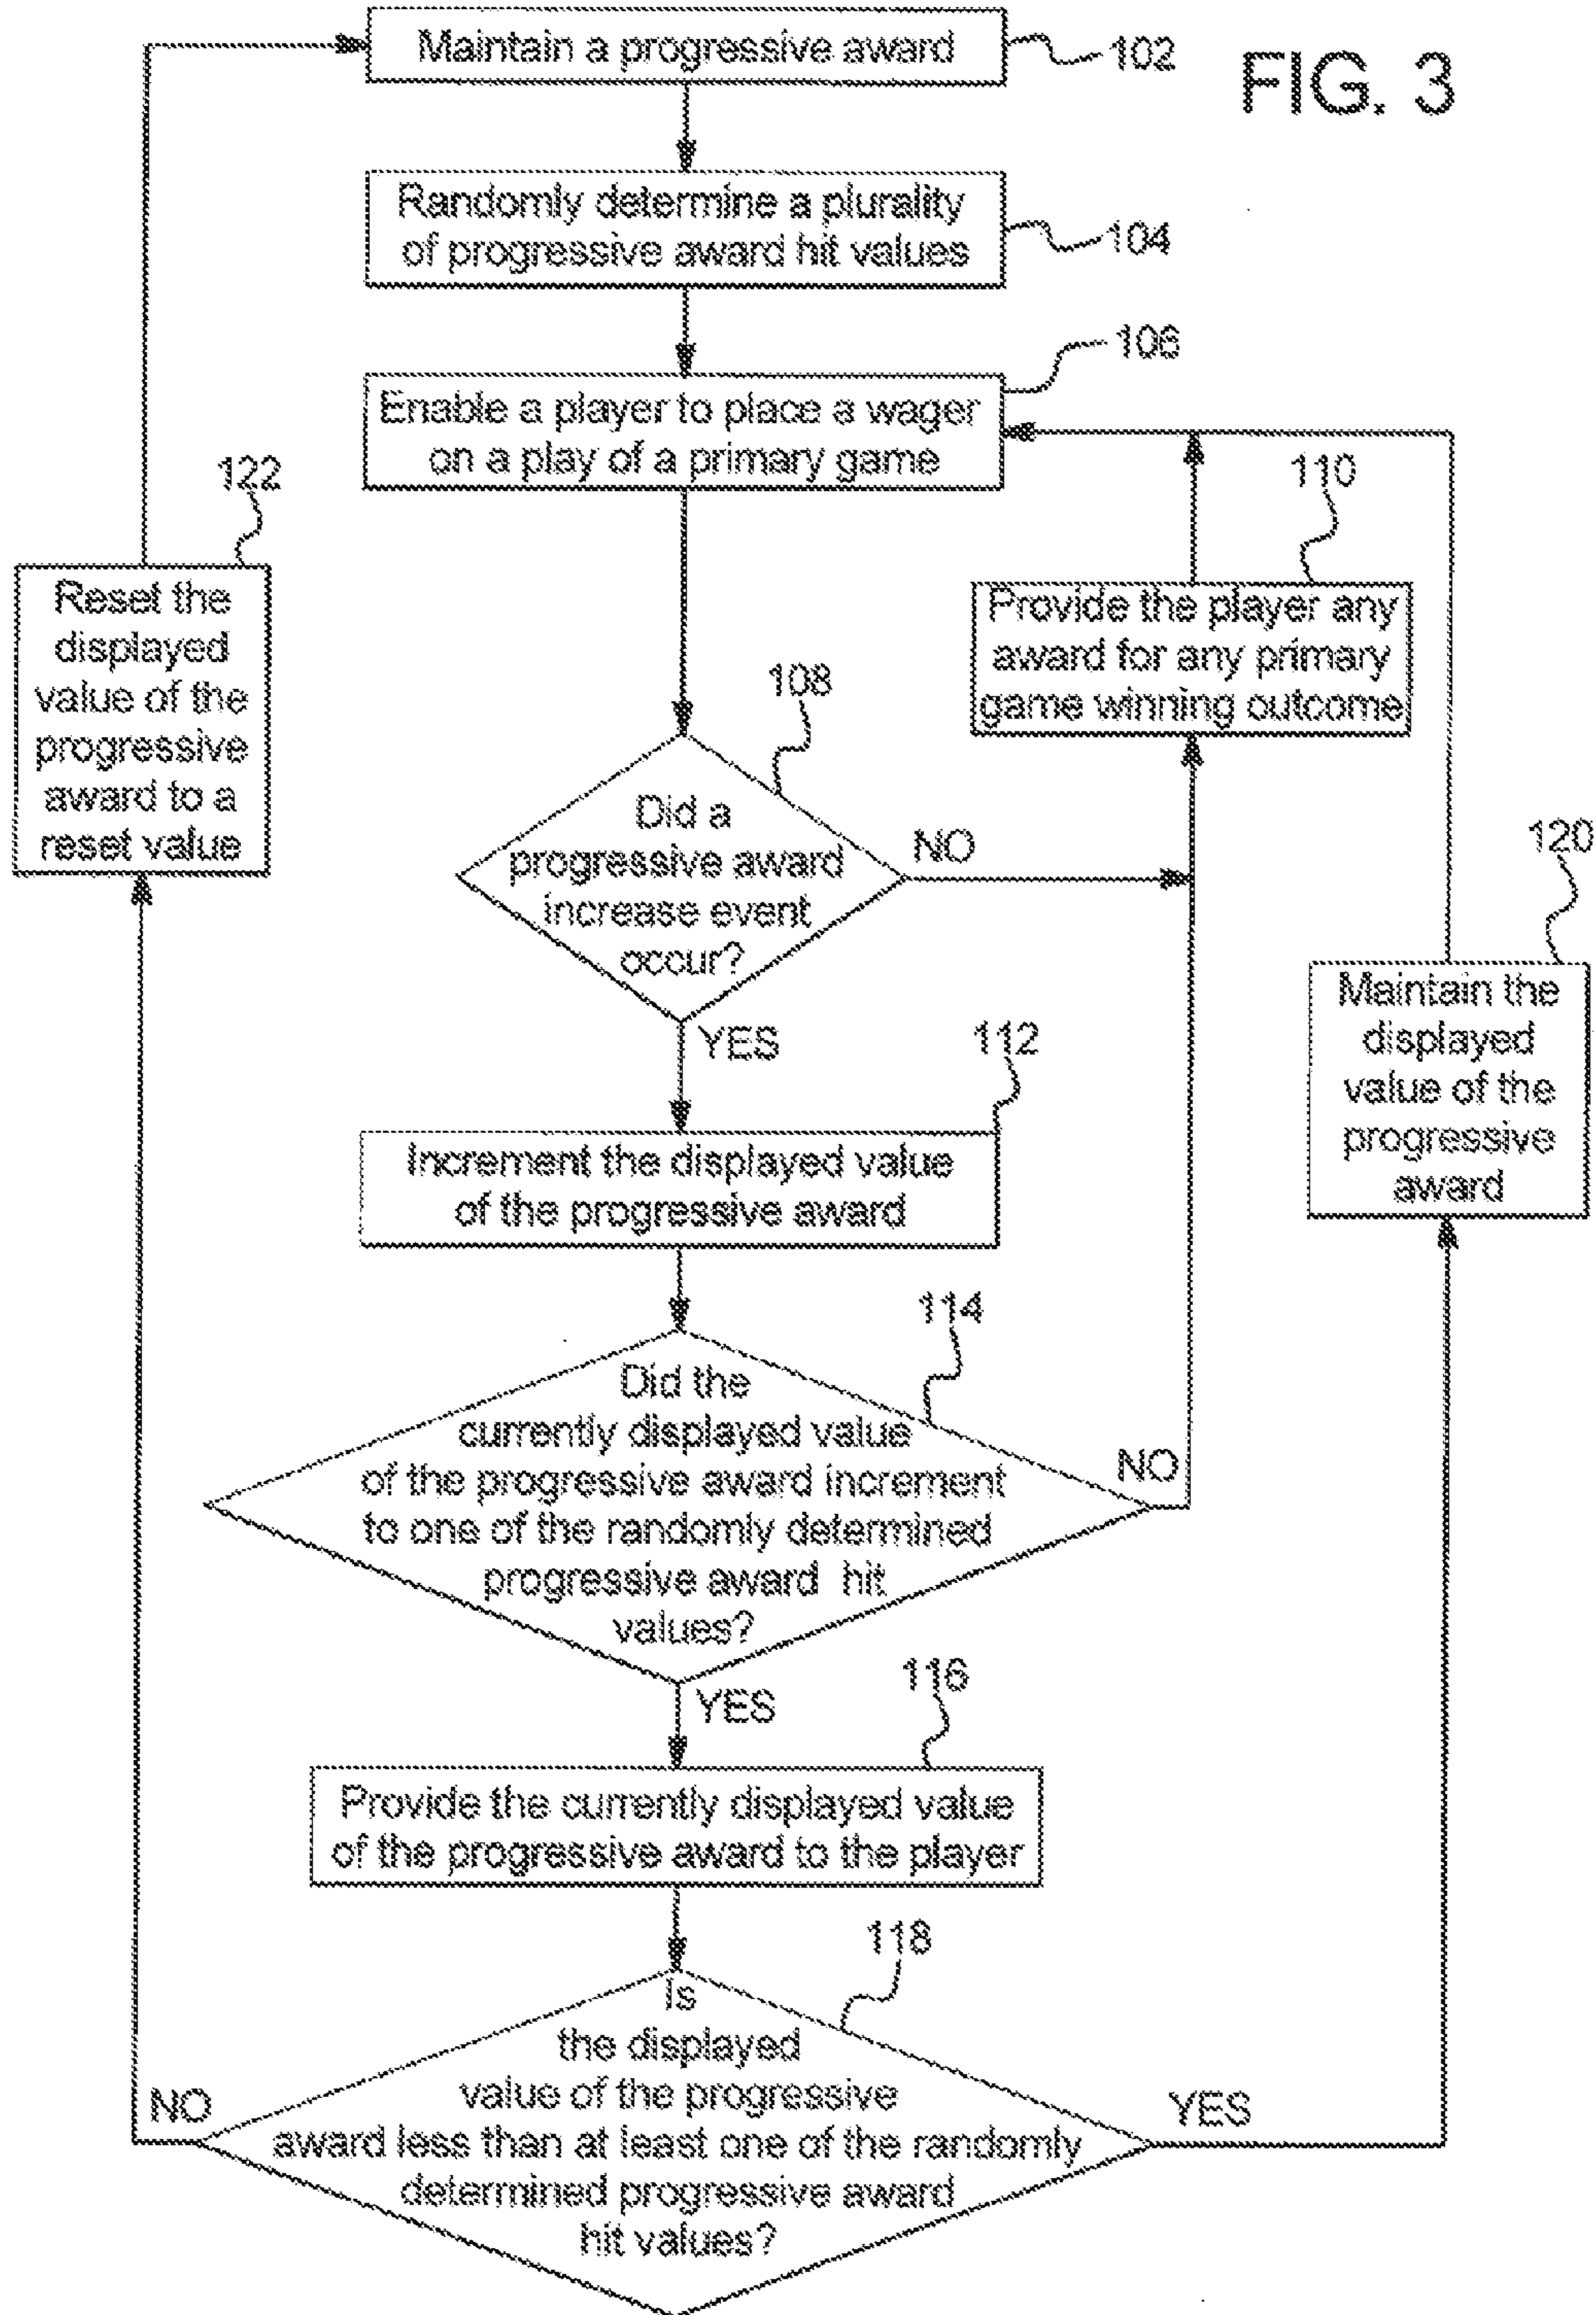 Maintain a progressive award
102
FIG. 3
Randomly determine a plurality
of progressive award hit values
104
106
Enable a player to place a wager
on a play of a primary game
122
Reset the
displayed
value of the
progressive
award to a
reset value
110
Provide the player any
award for any primary
game winning outcome
108
Did a
progressive award
increase event
occur?
NO
YES
120
Maintain the
displayed
value of the
progressive
award
112
Increment the displayed value
of the progressive award
114
Did the
currently displayed value
of the progressive award increment
to one of the randomly determined
progressive award hit
values?
NO
YES
116
Provide the currently displayed value
of the progressive award to the player
118
Is
the displayed
value of the progressive
award less than at least one of the randomly
determined progressive award
hit values?
NO
YES